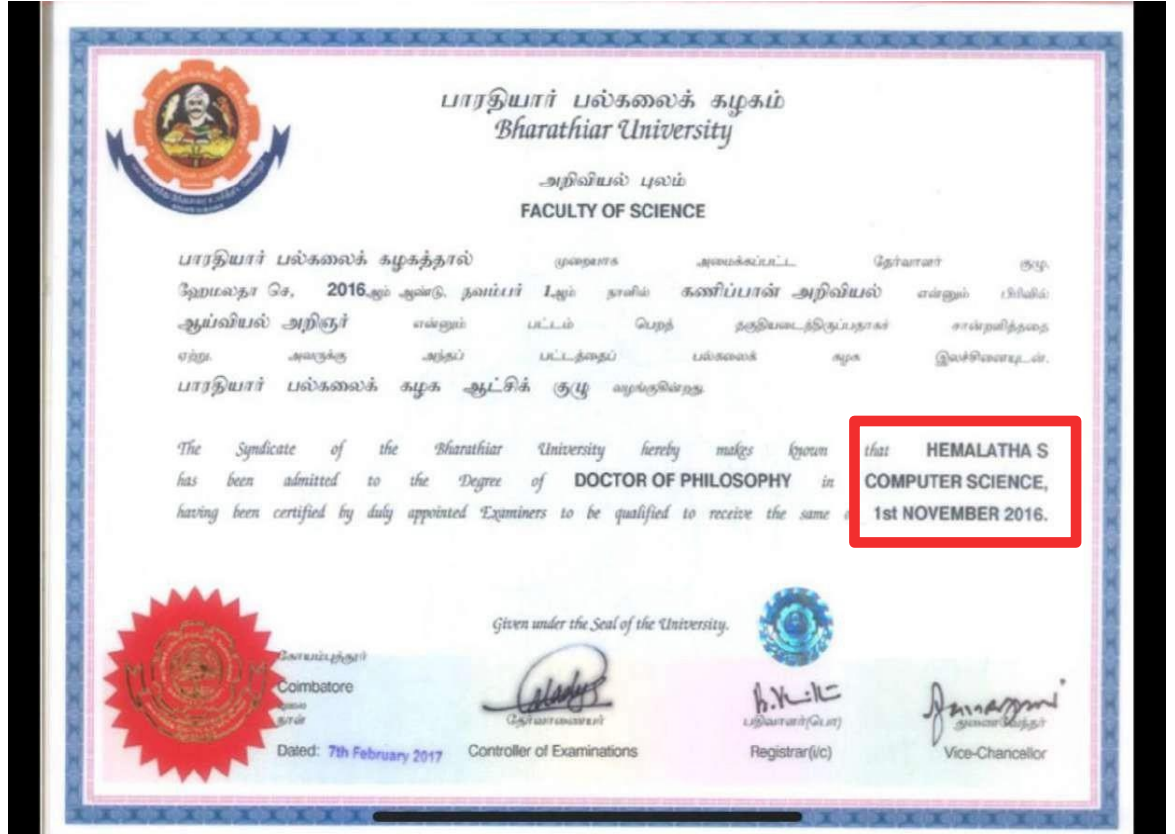 பாரதியார் பல்கலைக் கழகம்
Bharathiar University
அறிவியல் புலம்
FACULTY OF SCIENCE
பாரதியார் பல்கலைக் கழகத்தால் முறையாக அமைக்கப்பட்ட தேர்வாளர் குழு,
ஹேமலதா செ, 2016ஆம் ஆண்டு, நவம்பர் 1ஆம் நாளில் கணிப்பான் அறிவியல் என்னும் பிரிவில்
ஆய்வியல் அறிஞர் என்னும் பட்டம் பெறத் தகுதியடைந்திருப்பதாகச் சான்றளித்ததை
ஏற்று, அவருக்கு அந்தப் பட்டத்தைப் பல்கலைக் கழக இலச்சினையுடன்,
பாரதியார் பல்கலைக் கழக ஆட்சிக் குழு வழங்குகின்றது.
The Syndicate of the Bharathiar University hereby makes known that HEMALATHA S
has been admitted to the Degree of DOCTOR OF PHILOSOPHY in COMPUTER SCIENCE,
having been certified by duly appointed Examiners to be qualified to receive the same 1st NOVEMBER 2016.
Given under the Seal of the University.
கோயம்புத்தூர்
Coimbatore
நாள்
Dated: 7th February 2017
தேர்வாணையர்
Controller of Examinations
பதிவாளர்(பொ)
Registrar(i/c)
துணைவேந்தர்
Vice-Chancellor